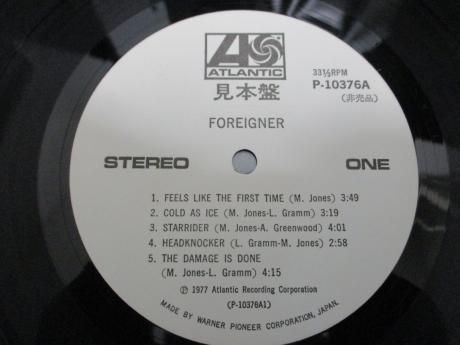 ATLANTIC
33⅓RPM
見本盤
P-10376A
(非売品)
FOREIGNER
STEREO
ONE
1. FEELS LIKE THE FIRST TIME (M. Jones) 3:49
2. COLD AS ICE (M. Jones-L. Gramm) 3:19
3. STARRIDER (M. Jones-A. Greenwood) 4:01
4. HEADKNOCKER (L. Gramm-M. Jones) 2:58
5. THE DAMAGE IS DONE
(M. Jones-L. Gramm) 4:15
Ⓟ 1977 Atlantic Recording Corporation
(P-10376A1)
MADE BY WARNER PIONEER CORPORATION, JAPAN.